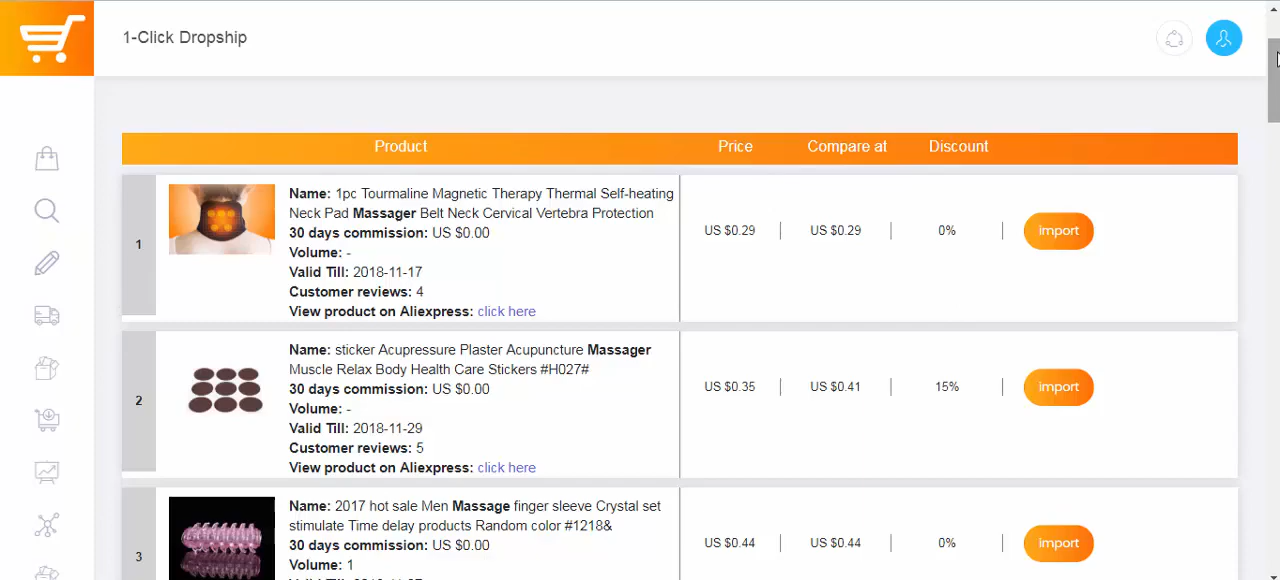 1-Click Dropship
Product Price Compare at Discount
1
Name: 1pc Tourmaline Magnetic Therapy Thermal Self-heating
Neck Pad Massager Belt Neck Cervical Vertebra Protection
30 days commission: US $0.00
Volume: -
Valid Till: 2018-11-17
Customer reviews: 4
View product on Aliexpress: click here
US $0.29 US $0.29 0% import
2
Name: sticker Acupressure Plaster Acupuncture Massager
Muscle Relax Body Health Care Stickers #H027#
30 days commission: US $0.00
Volume: -
Valid Till: 2018-11-29
Customer reviews: 5
View product on Aliexpress: click here
US $0.35 US $0.41 15% import
3
Name: 2017 hot sale Men Massage finger sleeve Crystal set
stimulate Time delay products Random color #1218&
30 days commission: US $0.00
Volume: 1
US $0.44 US $0.44 0% import